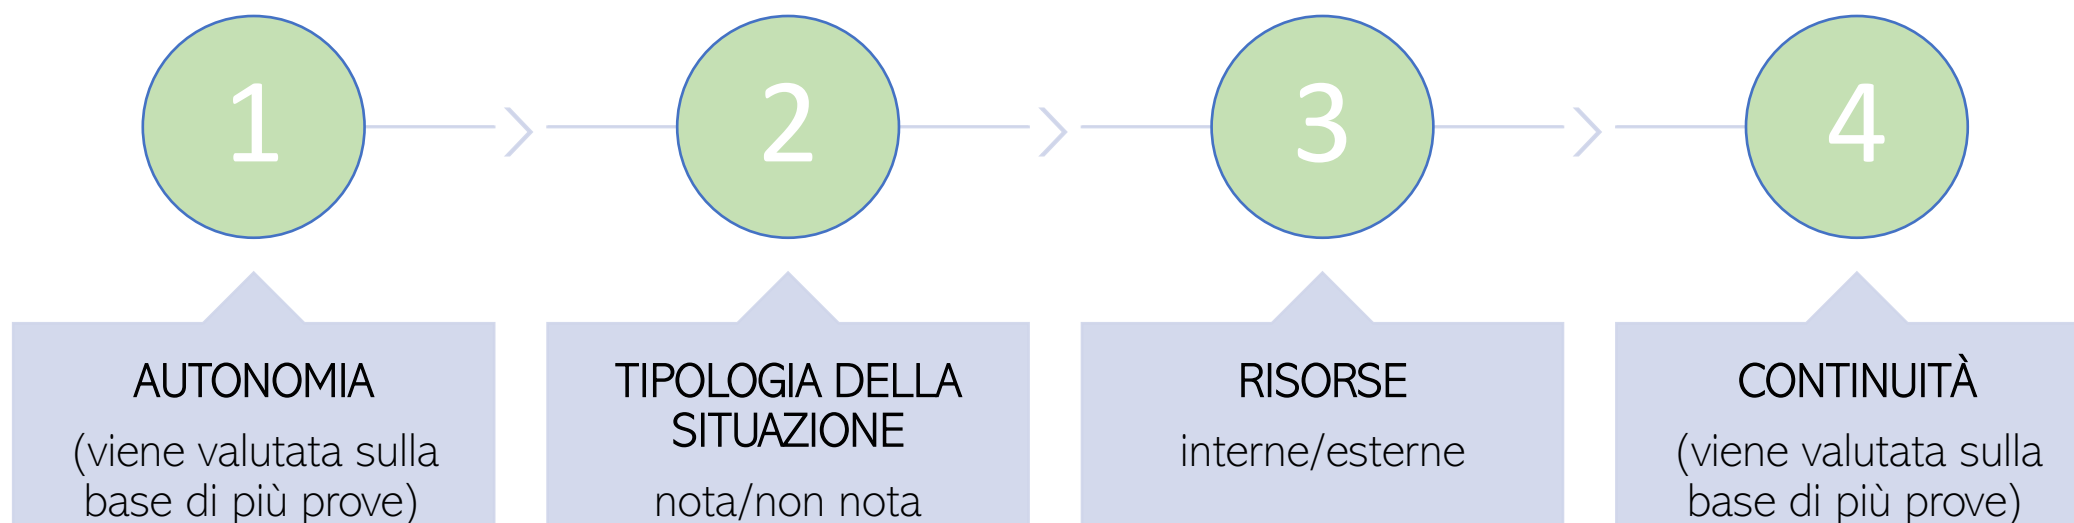 1
2
3
4
AUTONOMIA
(viene valutata sulla
base di più prove)
TIPOLOGIA DELLA
SITUAZIONE
nota/non nota
RISORSE
interne/esterne
CONTINUITÀ
(viene valutata sulla
base di più prove)